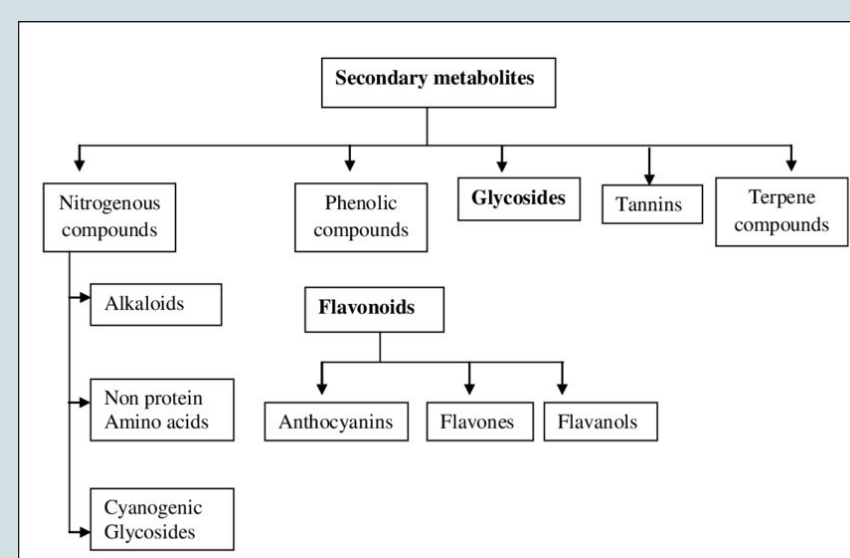 Secondary metabolites
Nitrogenous
compounds
Phenolic
compounds
Glycosides
Tannins
Terpene
compounds
Alkaloids
Non protein
Amino acids
Cyanogenic
Glycosides
Flavonoids
Anthocyanins
Flavones
Flavanols